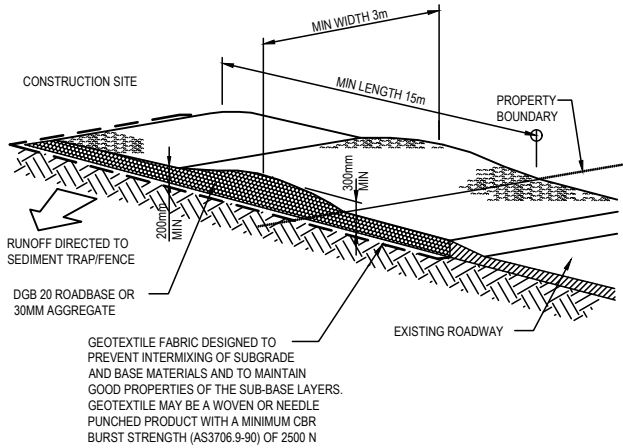 MIN WIDTH 3m
CONSTRUCTION SITE
MIN LENGTH 15m
PROPERTY
BOUNDARY
300mm
MIN
200mm
MIN
RUNOFF DIRECTED TO
SEDIMENT TRAP/FENCE
DGB 20 ROADBASE OR
30MM AGGREGATE
EXISTING ROADWAY
GEOTEXTILE FABRIC DESIGNED TO
PREVENT INTERMIXING OF SUBGRADE
AND BASE MATERIALS AND TO MAINTAIN
GOOD PROPERTIES OF THE SUB-BASE LAYERS.
GEOTEXTILE MAY BE A WOVEN OR NEEDLE
PUNCHED PRODUCT WITH A MINIMUM CBR
BURST STRENGTH (AS3706.9-90) OF 2500 N